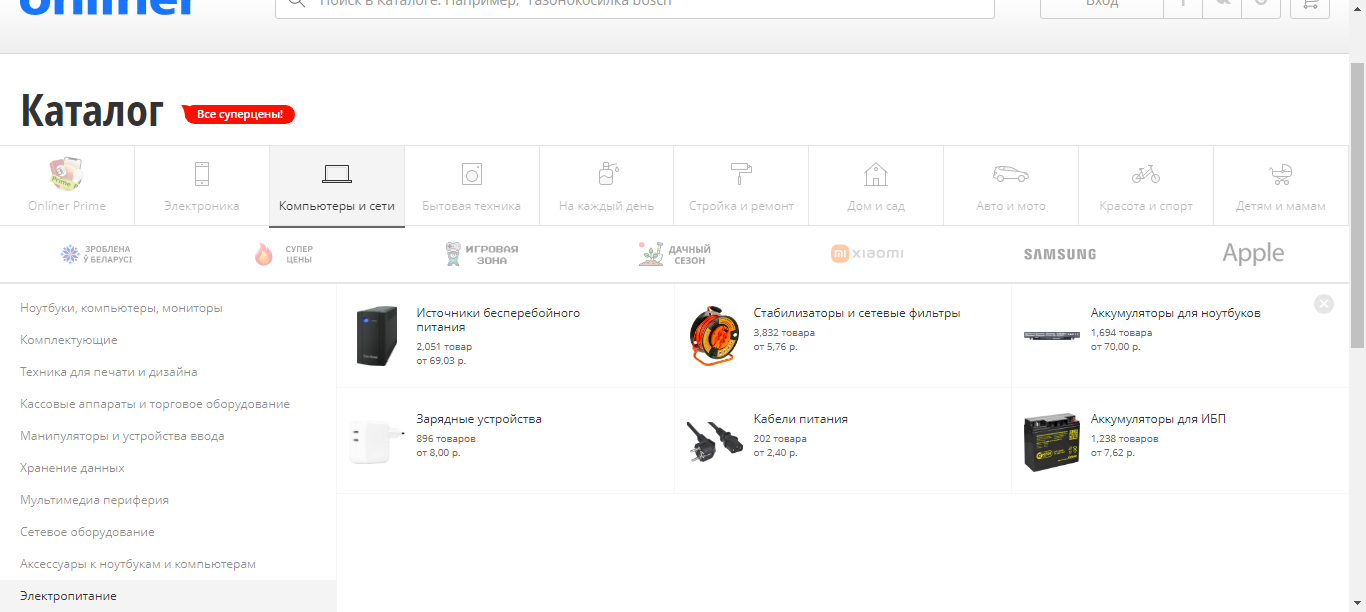 onliner
Поиск в Каталоге. Например, "газонокосилка bosch"
Вход
Каталог
Все суперцены!
Onlíner Prime
Электроника
Компьютеры и сети
Бытовая техника
На каждый день
Стройка и ремонт
Дом и сад
Авто и мото
Красота и спорт
Детям и мамам
ЗРОБЛЕНА
Ў БЕЛАРУСІ
СУПЕР
ЦЕНЫ
ИГРОВАЯ
ЗОНА
ДАЧНЫЙ
СЕЗОН
xiaomi
SAMSUNG
Apple
Ноутбуки, компьютеры, мониторы
Комплектующие
Техника для печати и дизайна
Кассовые аппараты и торговое оборудование
Манипуляторы и устройства ввода
Хранение данных
Мультимедиа периферия
Сетевое оборудование
Аксессуары к ноутбукам и компьютерам
Электропитание
Источники бесперебойного
питания
2,051 товар
от 69,03 р.
Стабилизаторы и сетевые фильтры
3,832 товара
от 5,76 р.
Аккумуляторы для ноутбуков
1,694 товара
от 70,00 р.
Зарядные устройства
896 товаров
от 8,00 р.
Кабели питания
202 товара
от 2,40 р.
Аккумуляторы для ИБП
1,238 товаров
от 7,62 р.